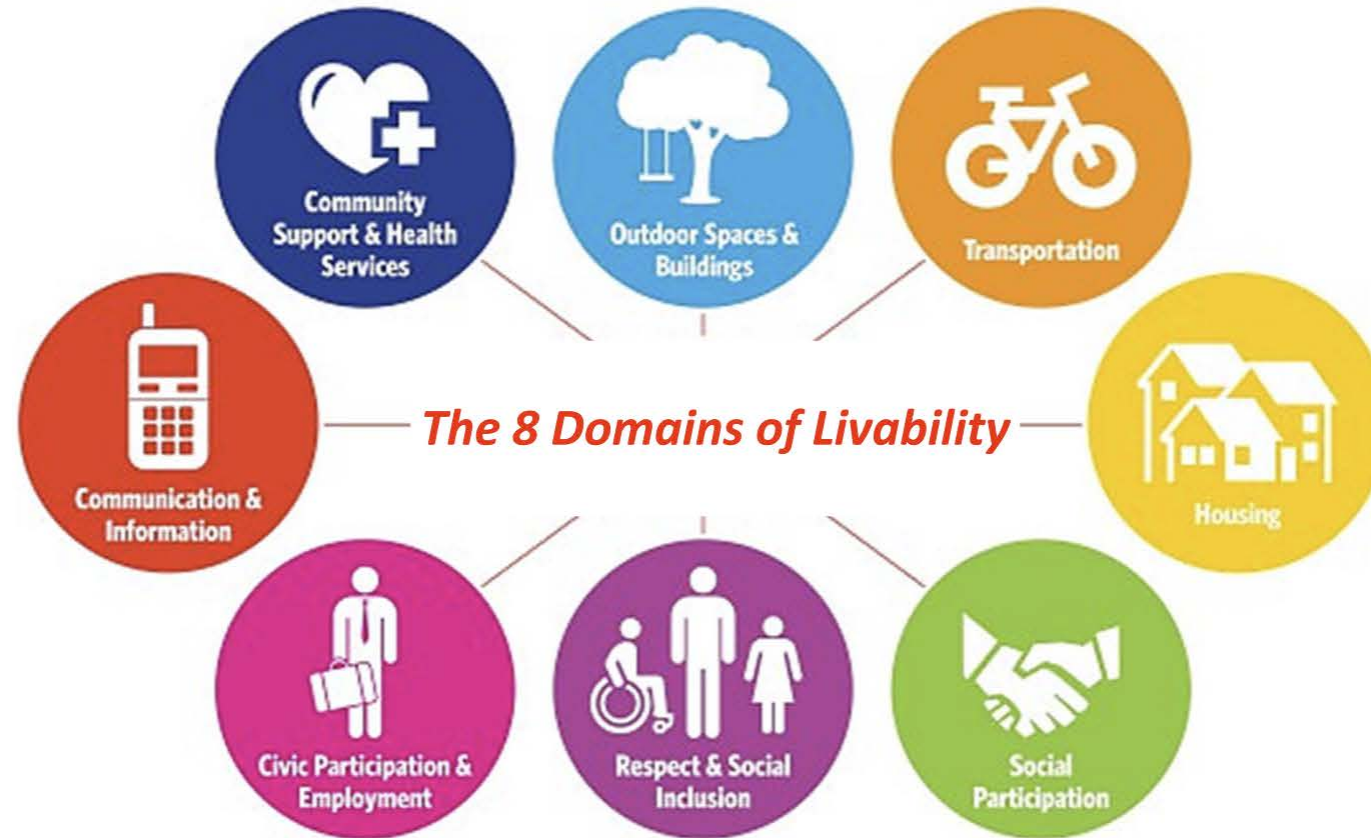 Community
Support & Health
Services
Outdoor Spaces &
Buildings
Transportation
Communication &
Information
The 8 Domains of Livability
Housing
Civic Participation &
Employment
Respect & Social
Inclusion
Social
Participation